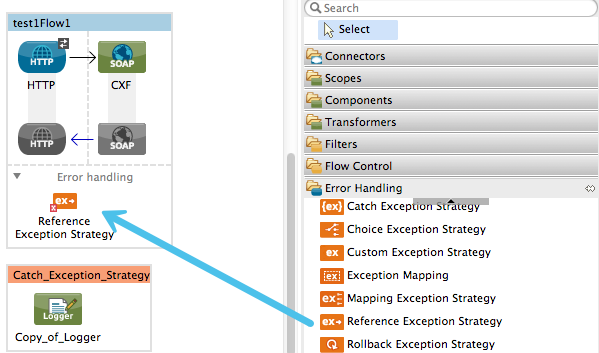 test1Flow1
HTTP
SOAP
HTTP
CXF
HTTP
SOAP
Error handling
ex
Reference
Exception Strategy
Catch_Exception_Strategy
Logger
Copy_of_Logger
Search
Select
Connectors
Scopes
Components
Transformers
Filters
Flow Control
Error Handling
{ex} Catch Exception Strategy
Choice Exception Strategy
ex Custom Exception Strategy
ex Exception Mapping
ex Mapping Exception Strategy
ex Reference Exception Strategy
Rollback Exception Strategy